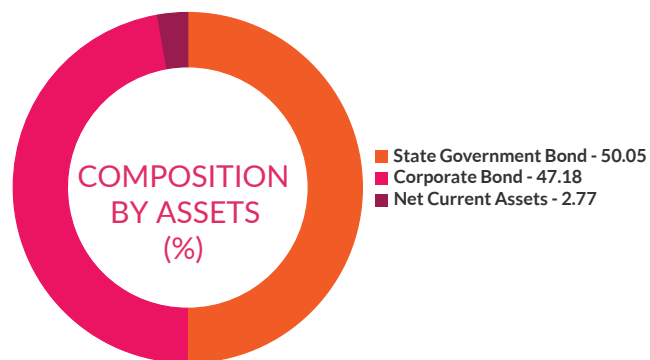 COMPOSITION
BY ASSETS
(%)
State Government Bond - 50.05
Corporate Bond - 47.18
Net Current Assets - 2.77